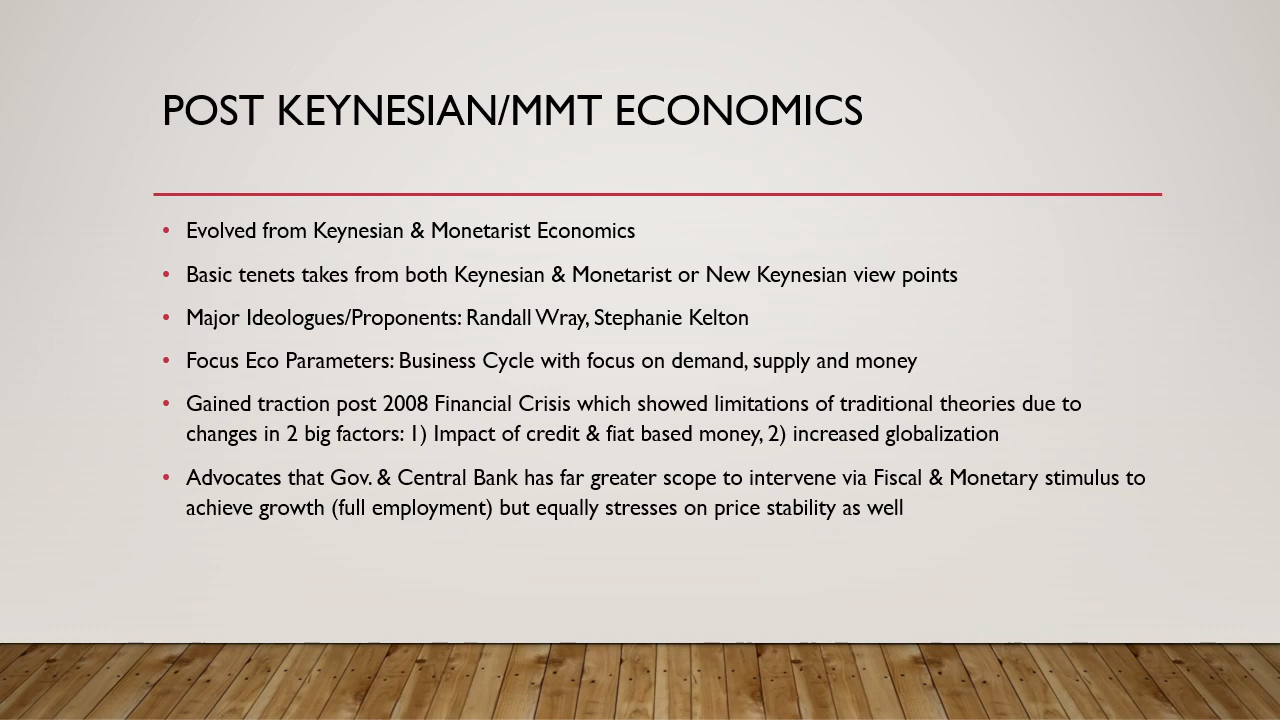 POST KEYNESIAN/MMT ECONOMICS
• Evolved from Keynesian & Monetarist Economics
• Basic tenets takes from both Keynesian & Monetarist or New Keynesian view points
• Major Ideologues/Proponents: Randall Wray, Stephanie Kelton
• Focus Eco Parameters: Business Cycle with focus on demand, supply and money
• Gained traction post 2008 Financial Crisis which showed limitations of traditional theories due to
changes in 2 big factors: 1) Impact of credit & fiat based money, 2) increased globalization
• Advocates that Gov. & Central Bank has far greater scope to intervene via Fiscal & Monetary stimulus to
achieve growth (full employment) but equally stresses on price stability as well